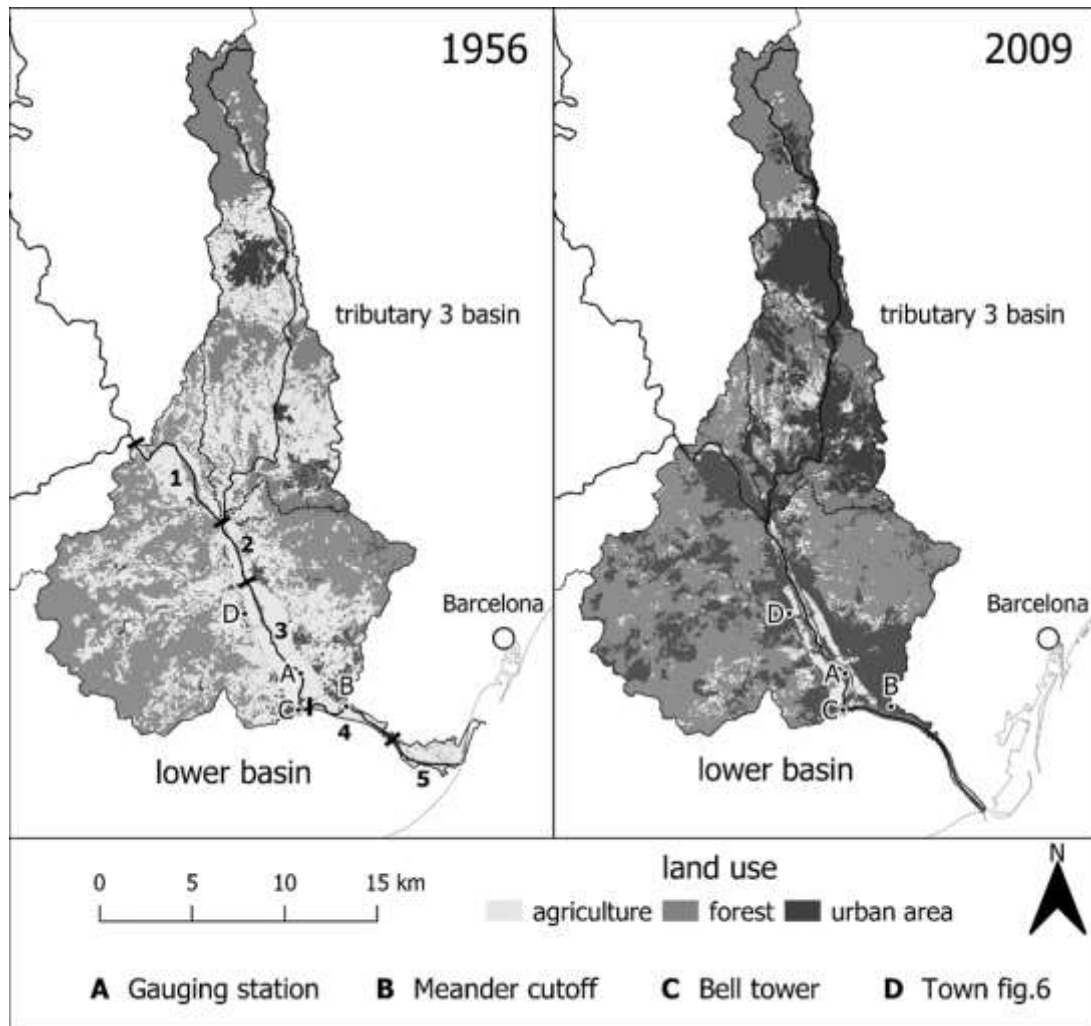 1956
tributary 3 basin
1
2
D
3
A
B
C
4
5
Barcelona
lower basin
2009
tributary 3 basin
D
A
B
C
Barcelona
lower basin
0 5 10 15 km
land use
agriculture forest urban area
N
A Gauging station B Meander cutoff C Bell tower D Town fig.6